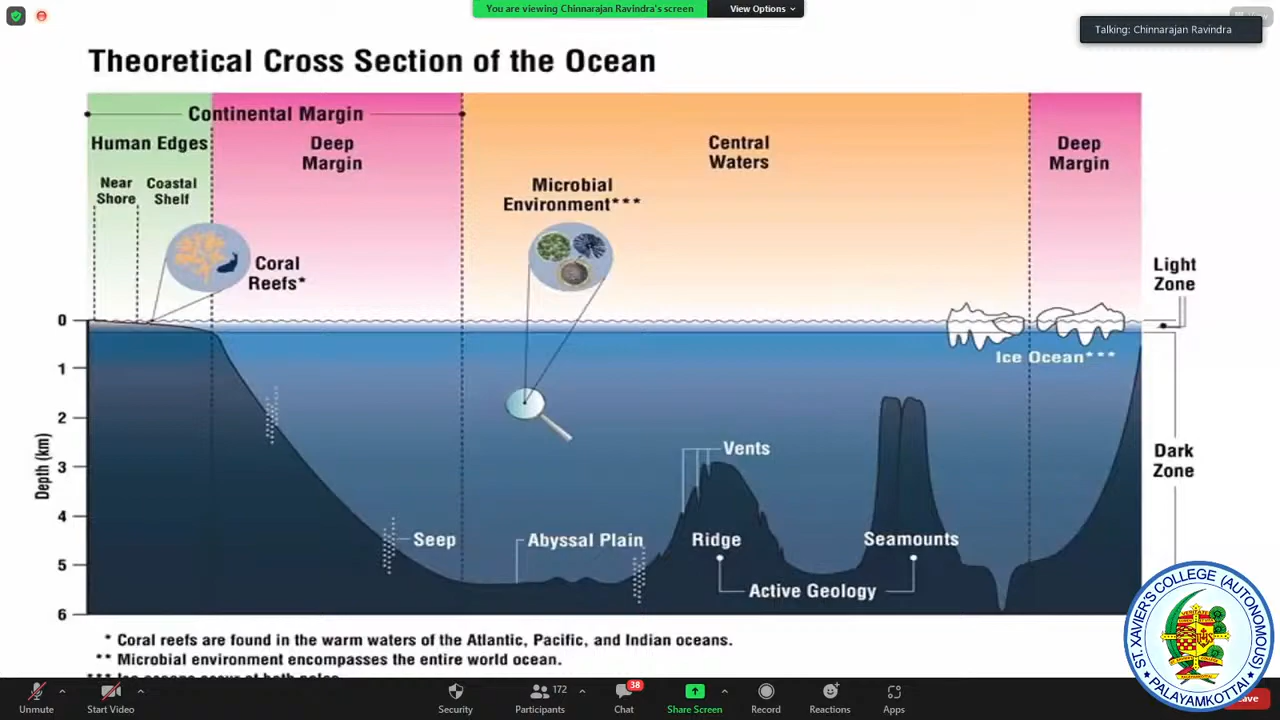 You are viewing Chinnarajan Ravindra's screen
View Options
View
Talking: Chinnarajan Ravindra
Theoretical Cross Section of the Ocean
Continental Margin
Human Edges
Deep
Margin
Central
Waters
Deep
Margin
Near
Shore
Coastal
Shelf
Microbial
Environment***
Coral
Reefs*
Light
Zone
0
Ice Ocean***
1
2
3
4
5
6
Depth (km)
Vents
Dark
Zone
Seep
Abyssal Plain
Ridge
Seamounts
Active Geology
* Coral reefs are found in the warm waters of the Atlantic, Pacific, and Indian oceans.
** Microbial environment encompasses the entire world ocean.
*** Ice oceans occur at both poles.
ST. XAVIER'S COLLEGE (AUTONOMOUS)
PALAYAMKOTTAI
Unmute
Start Video
Security
172
Participants
38
Chat
Share Screen
Record
Reactions
Apps